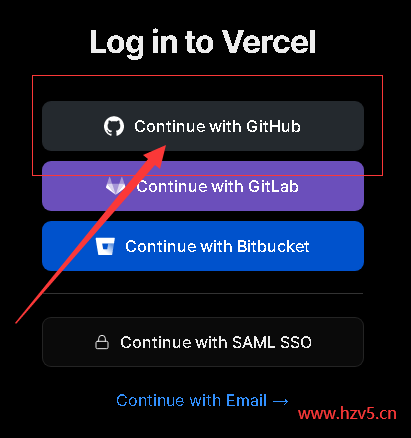 Log in to Vercel
Continue with GitHub
Continue with GitLab
Continue with Bitbucket
Continue with SAML SSO
Continue with Email →
www.hzv5.cn